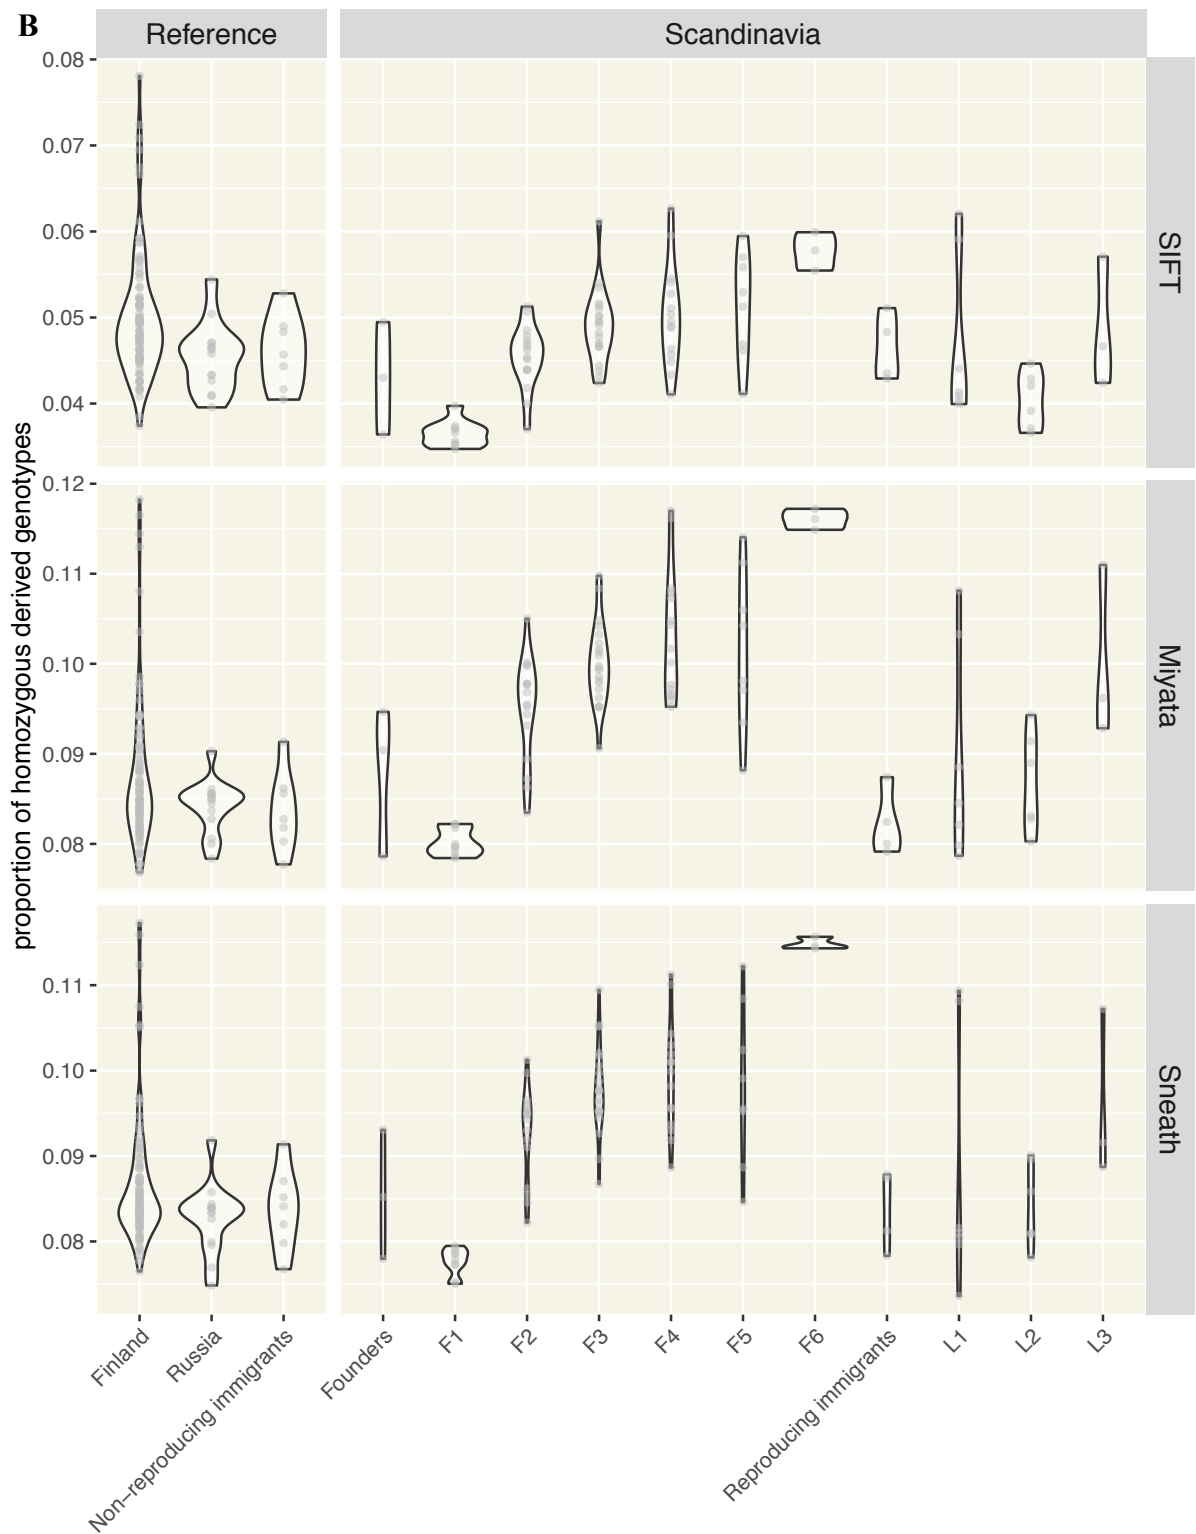 B
Reference
Scandinavia
0.08
0.07
0.06
0.05
0.04
SIFT
0.12
0.11
0.10
0.09
0.08
Miyata
0.11
0.10
0.09
0.08
Sneath
proportion of homozygous derived genotypes
Finland
Russia
Non−reproducing immigrants
Founders
F1
F2
F3
F4
F5
F6
Reproducing immigrants
L1
L2
L3